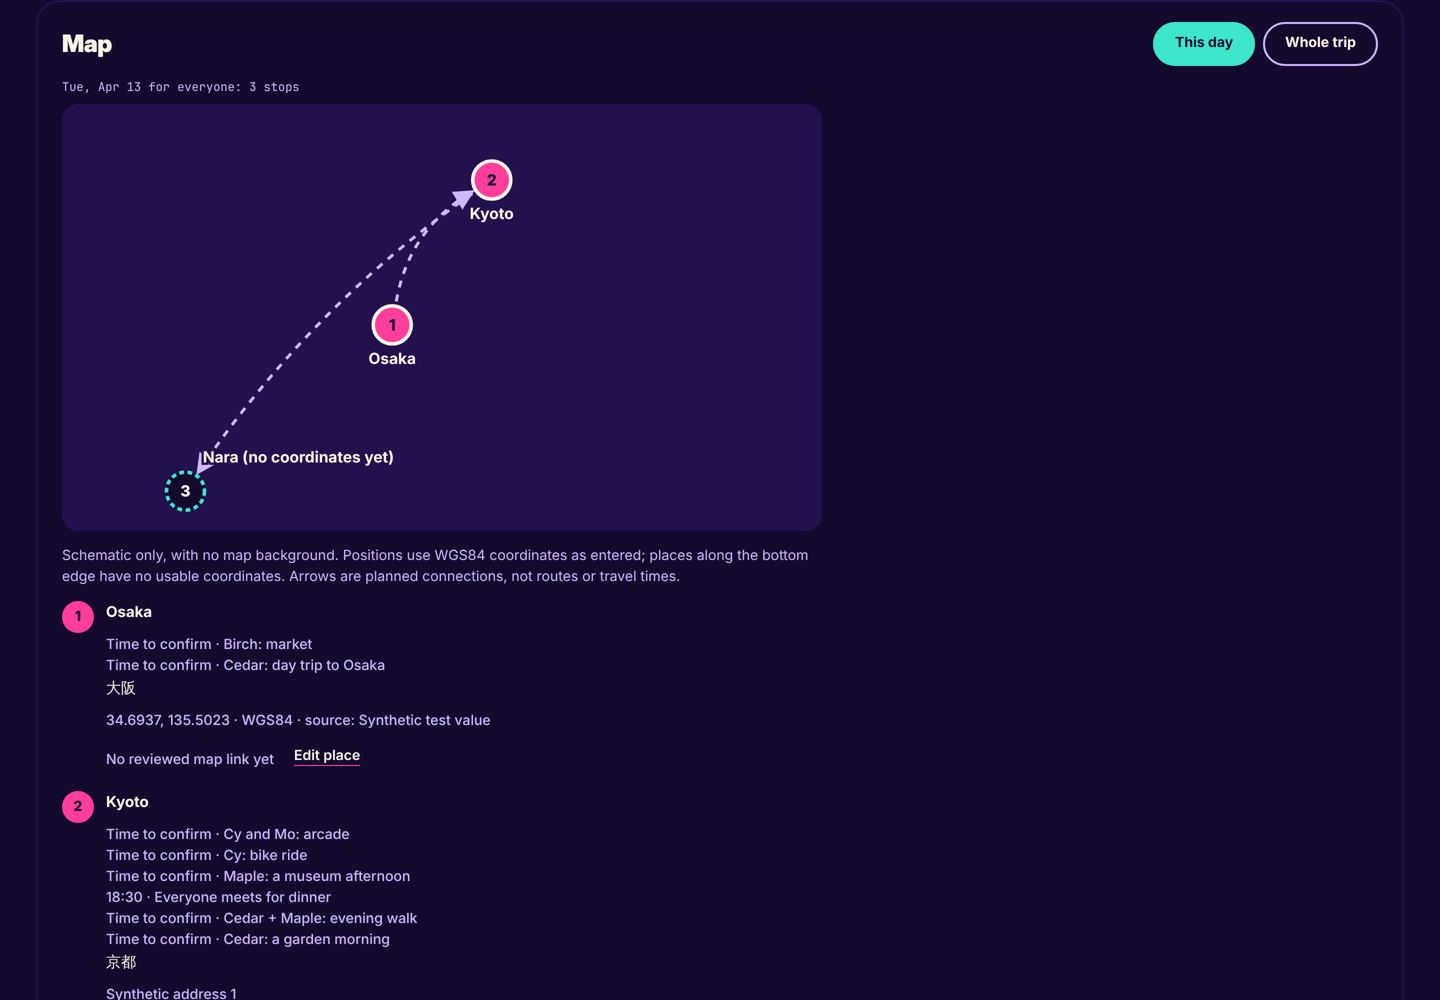 Map
This day
Whole trip
Tue, Apr 13 for everyone: 3 stops
2
Kyoto
1
Osaka
Nara (no coordinates yet)
3
Schematic only, with no map background. Positions use WGS84 coordinates as entered; places along the bottom
edge have no usable coordinates. Arrows are planned connections, not routes or travel times.
1
Osaka
Time to confirm · Birch: market
Time to confirm · Cedar: day trip to Osaka
大阪
34.6937, 135.5023 · WGS84 · source: Synthetic test value
No reviewed map link yet
Edit place
2
Kyoto
Time to confirm · Cy and Mo: arcade
Time to confirm · Cy: bike ride
Time to confirm · Maple: a museum afternoon
18:30 · Everyone meets for dinner
Time to confirm · Cedar + Maple: evening walk
Time to confirm · Cedar: a garden morning
京都
Synthetic address 1